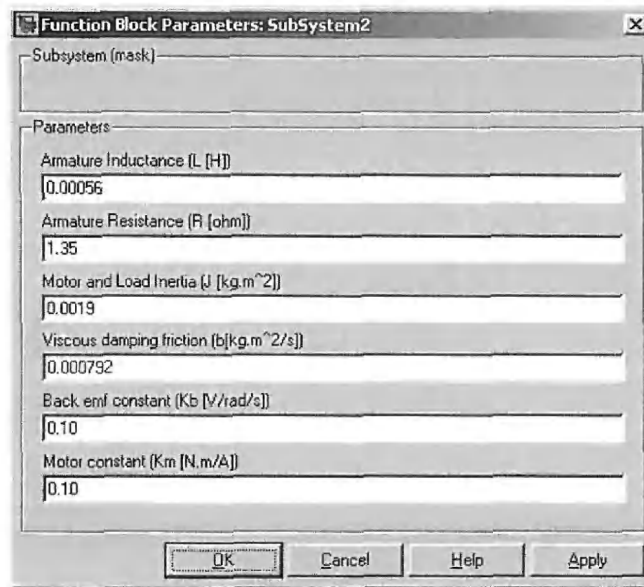 Function Block Parameters: SubSystem2
Subsystem (mask)
Parameters
Armature Inductance (L [H])
0.00056
Armature Resistance (R [ohm])
1.35
Motor and Load Inertia (J [kg.m^2])
0.0019
Viscous damping friction (b[kg.m^2/s])
0.000792
Back emf constant (Kb [V/rad/s])
0.10
Motor constant (Km [N.m/A])
0.10
OK Cancel Help Apply